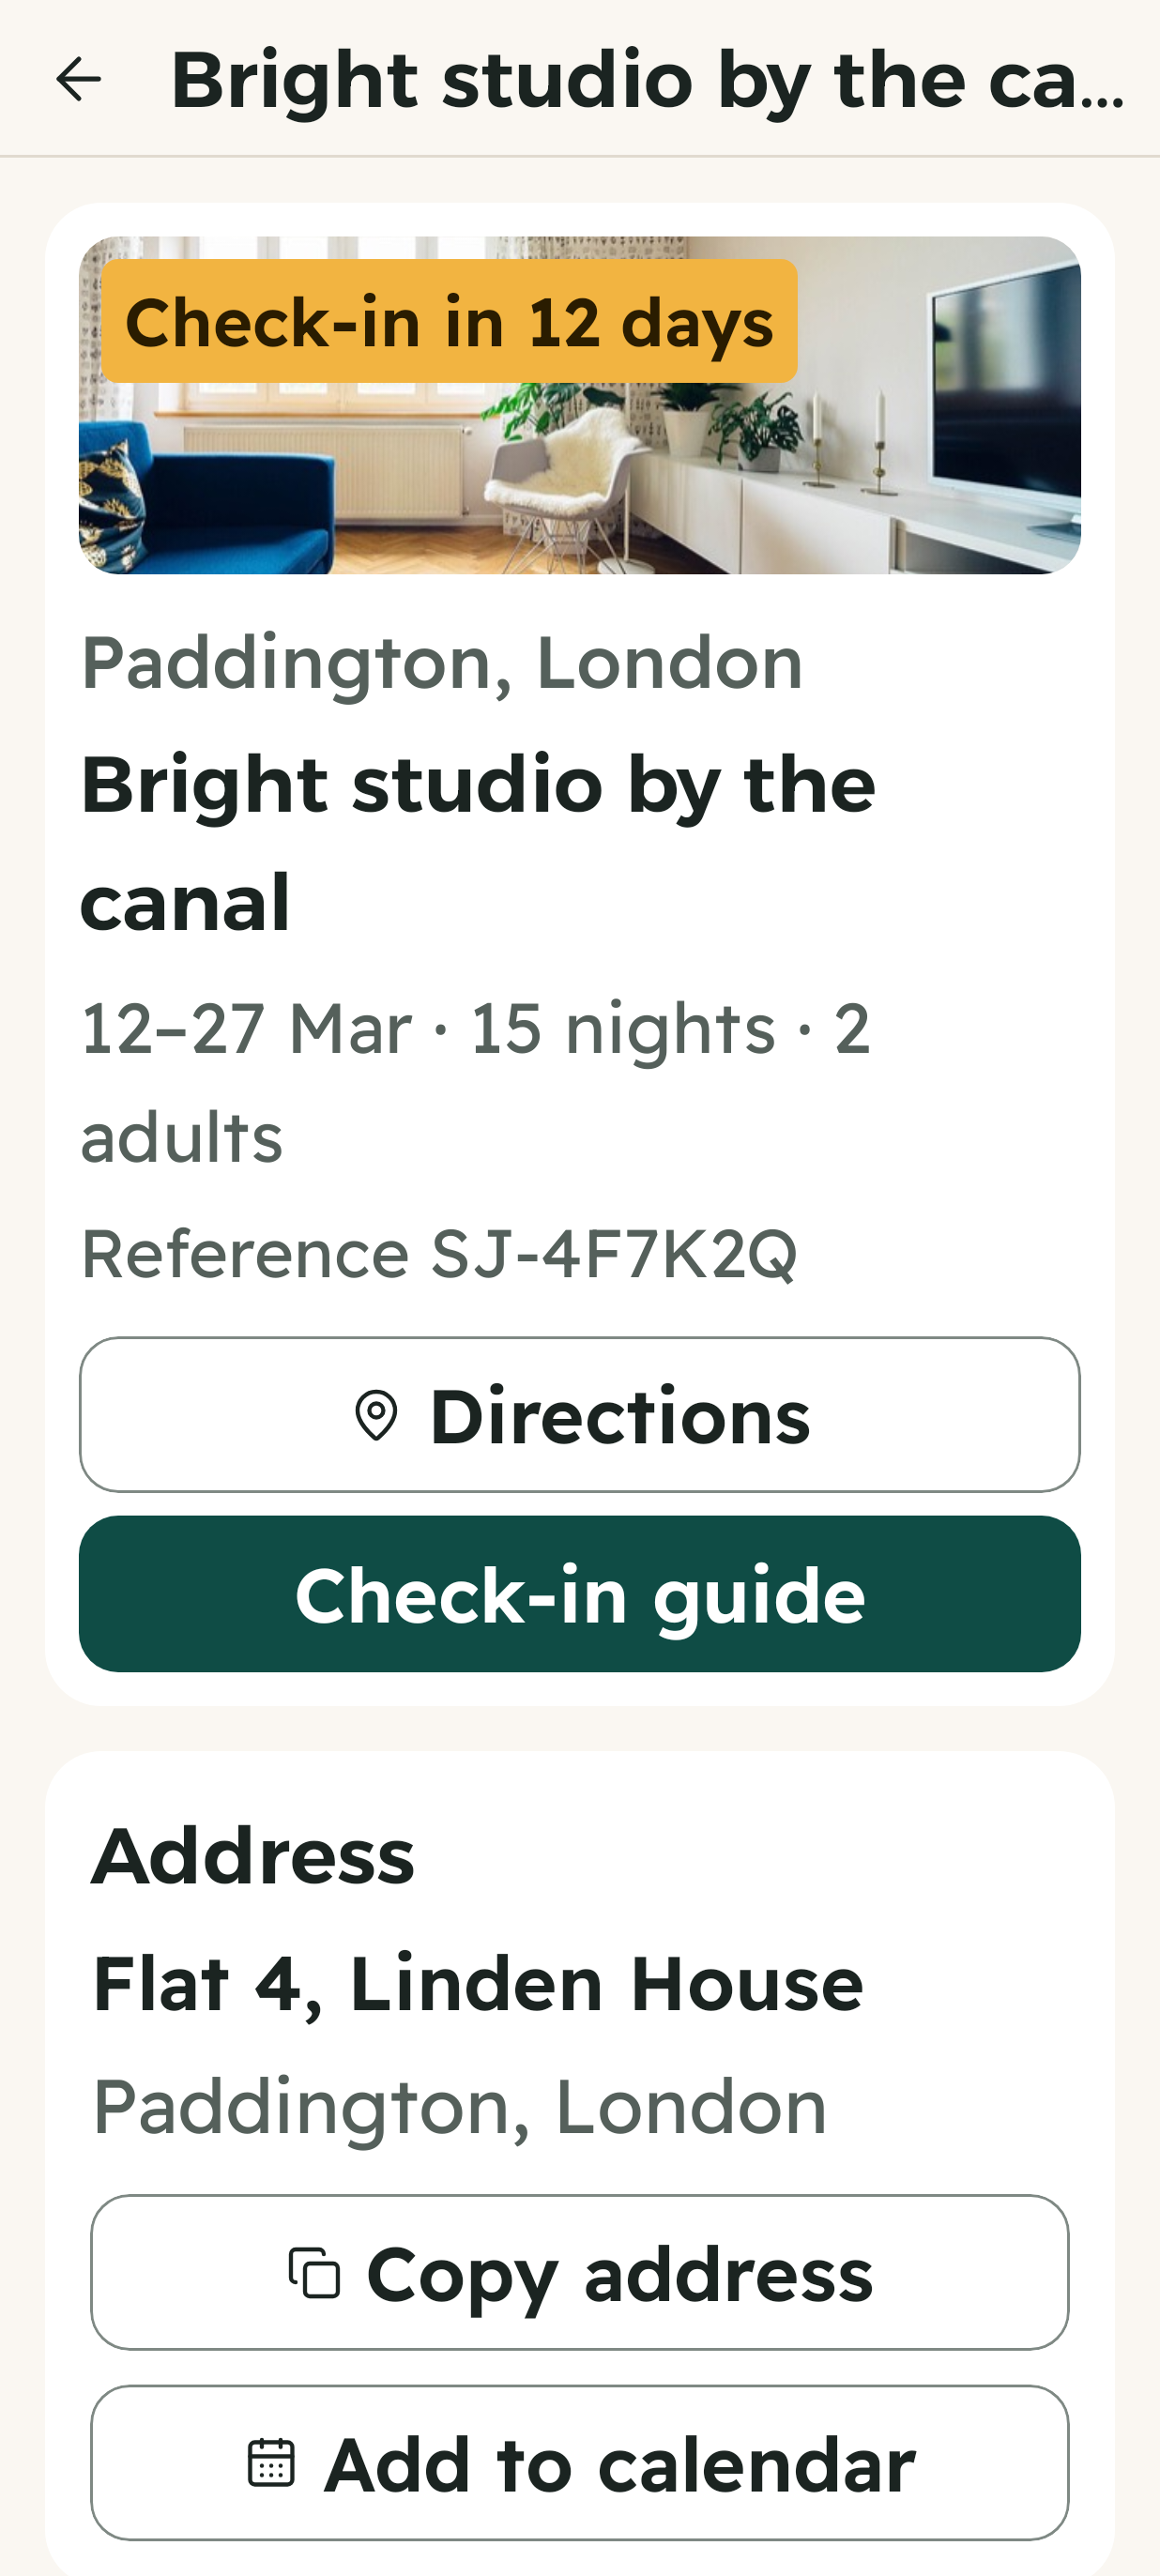 Bright studio by the ca...
Check-in in 12 days
Paddington, London
Bright studio by the
canal
12–27 Mar · 15 nights · 2
adults
Reference SJ-4F7K2Q
Directions
Check-in guide
Address
Flat 4, Linden House
Paddington, London
Copy address
Add to calendar